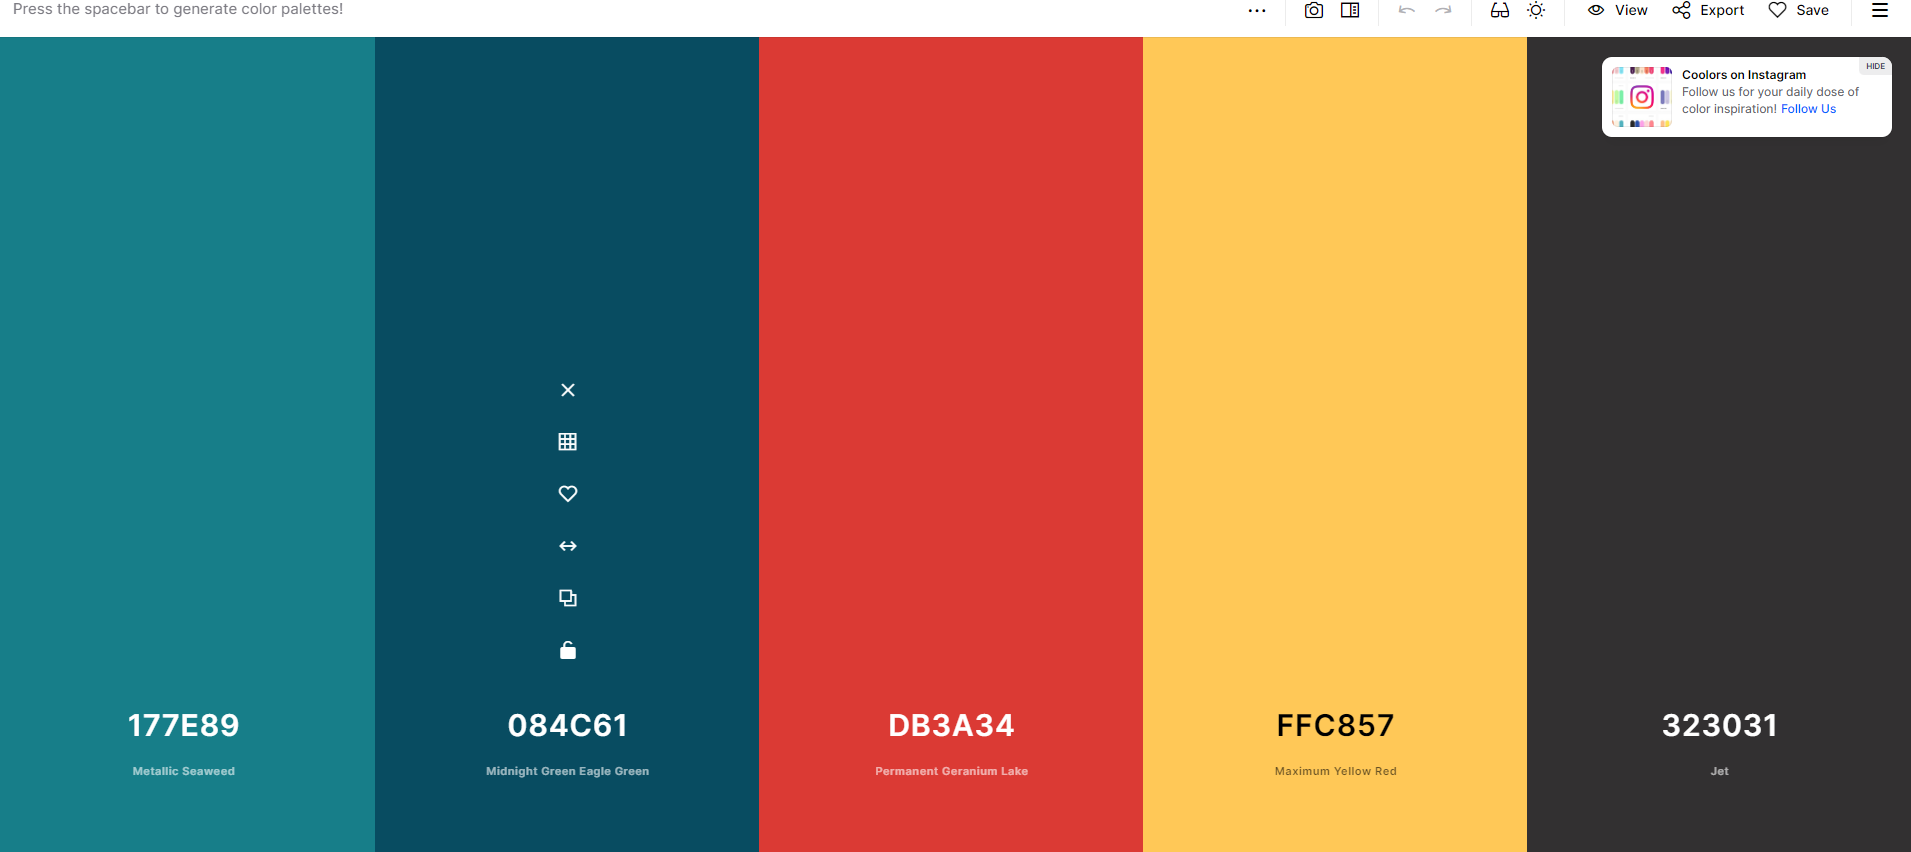 Press the spacebar to generate color palettes!
View
Export
Save
HIDE
Coolors on Instagram
Follow us for your daily dose of
color inspiration! Follow Us
177E89
Metallic Seaweed
084C61
Midnight Green Eagle Green
DB3A34
Permanent Geranium Lake
FFC857
Maximum Yellow Red
323031
Jet